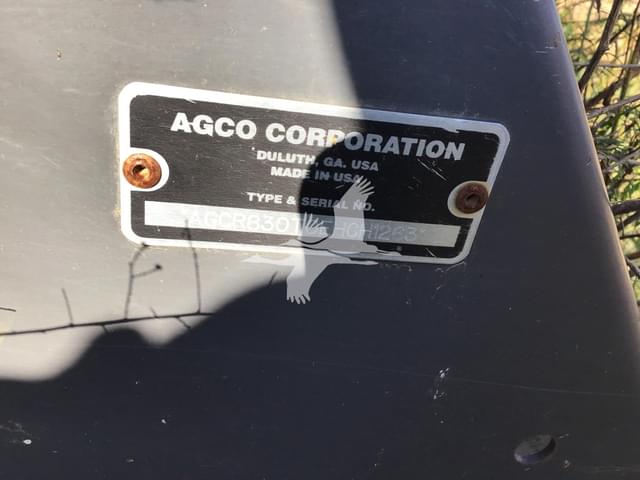 AGCO CORPORATION
DULUTH, GA. USA
MADE IN USA
TYPE & SERIAL NO.